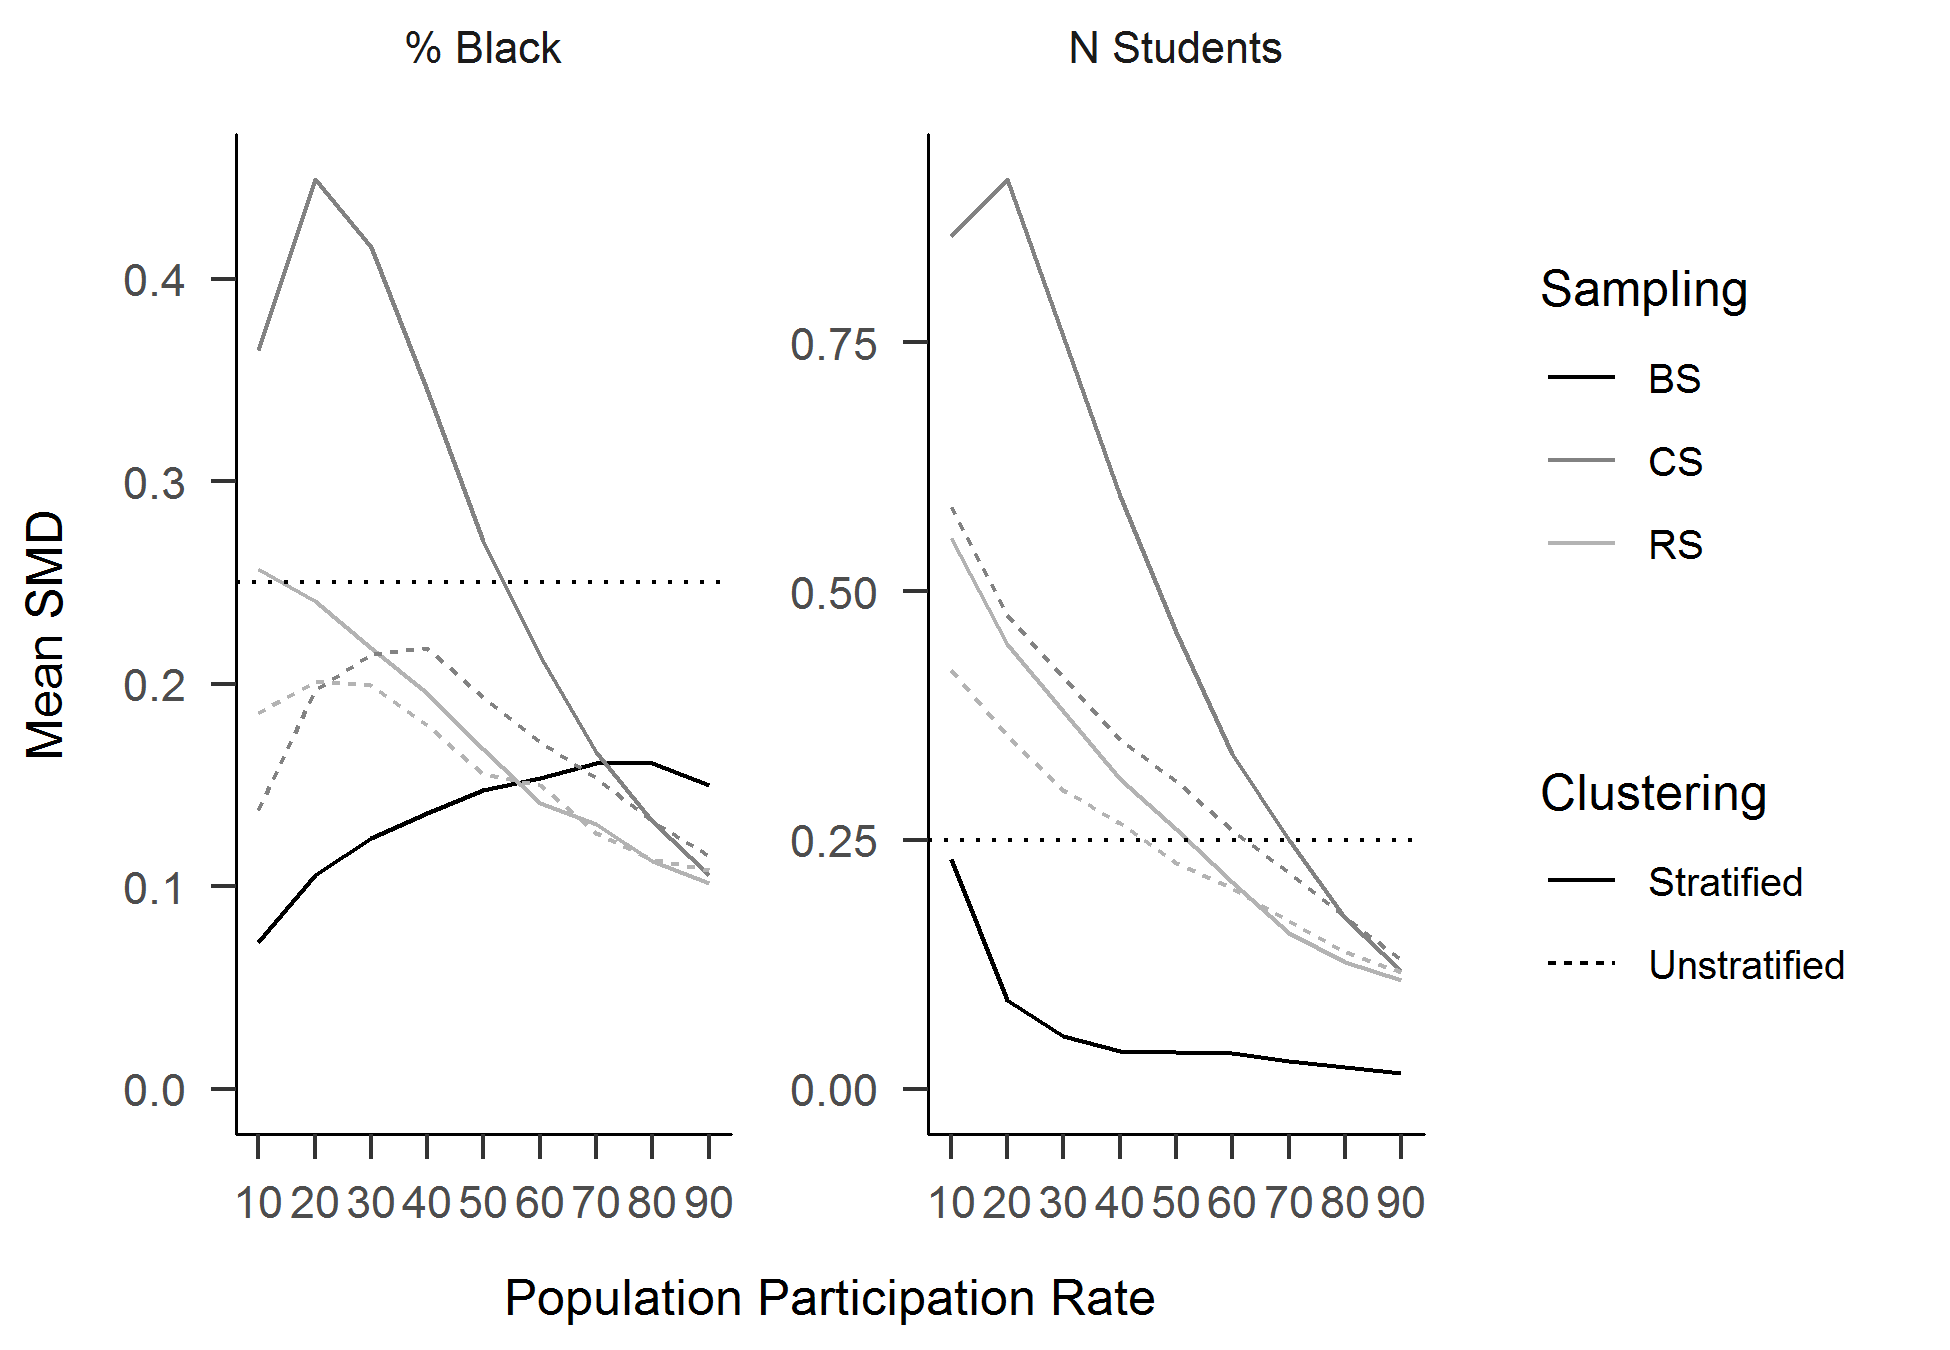 % Black
N Students
0.4
0.3
0.2
0.1
0.0
Mean SMD
10 20 30 40 50 60 70 80 90
0.75
0.50
0.25
0.00
10 20 30 40 50 60 70 80 90
Population Participation Rate
Sampling
BS
CS
RS
Clustering
Stratified
Unstratified